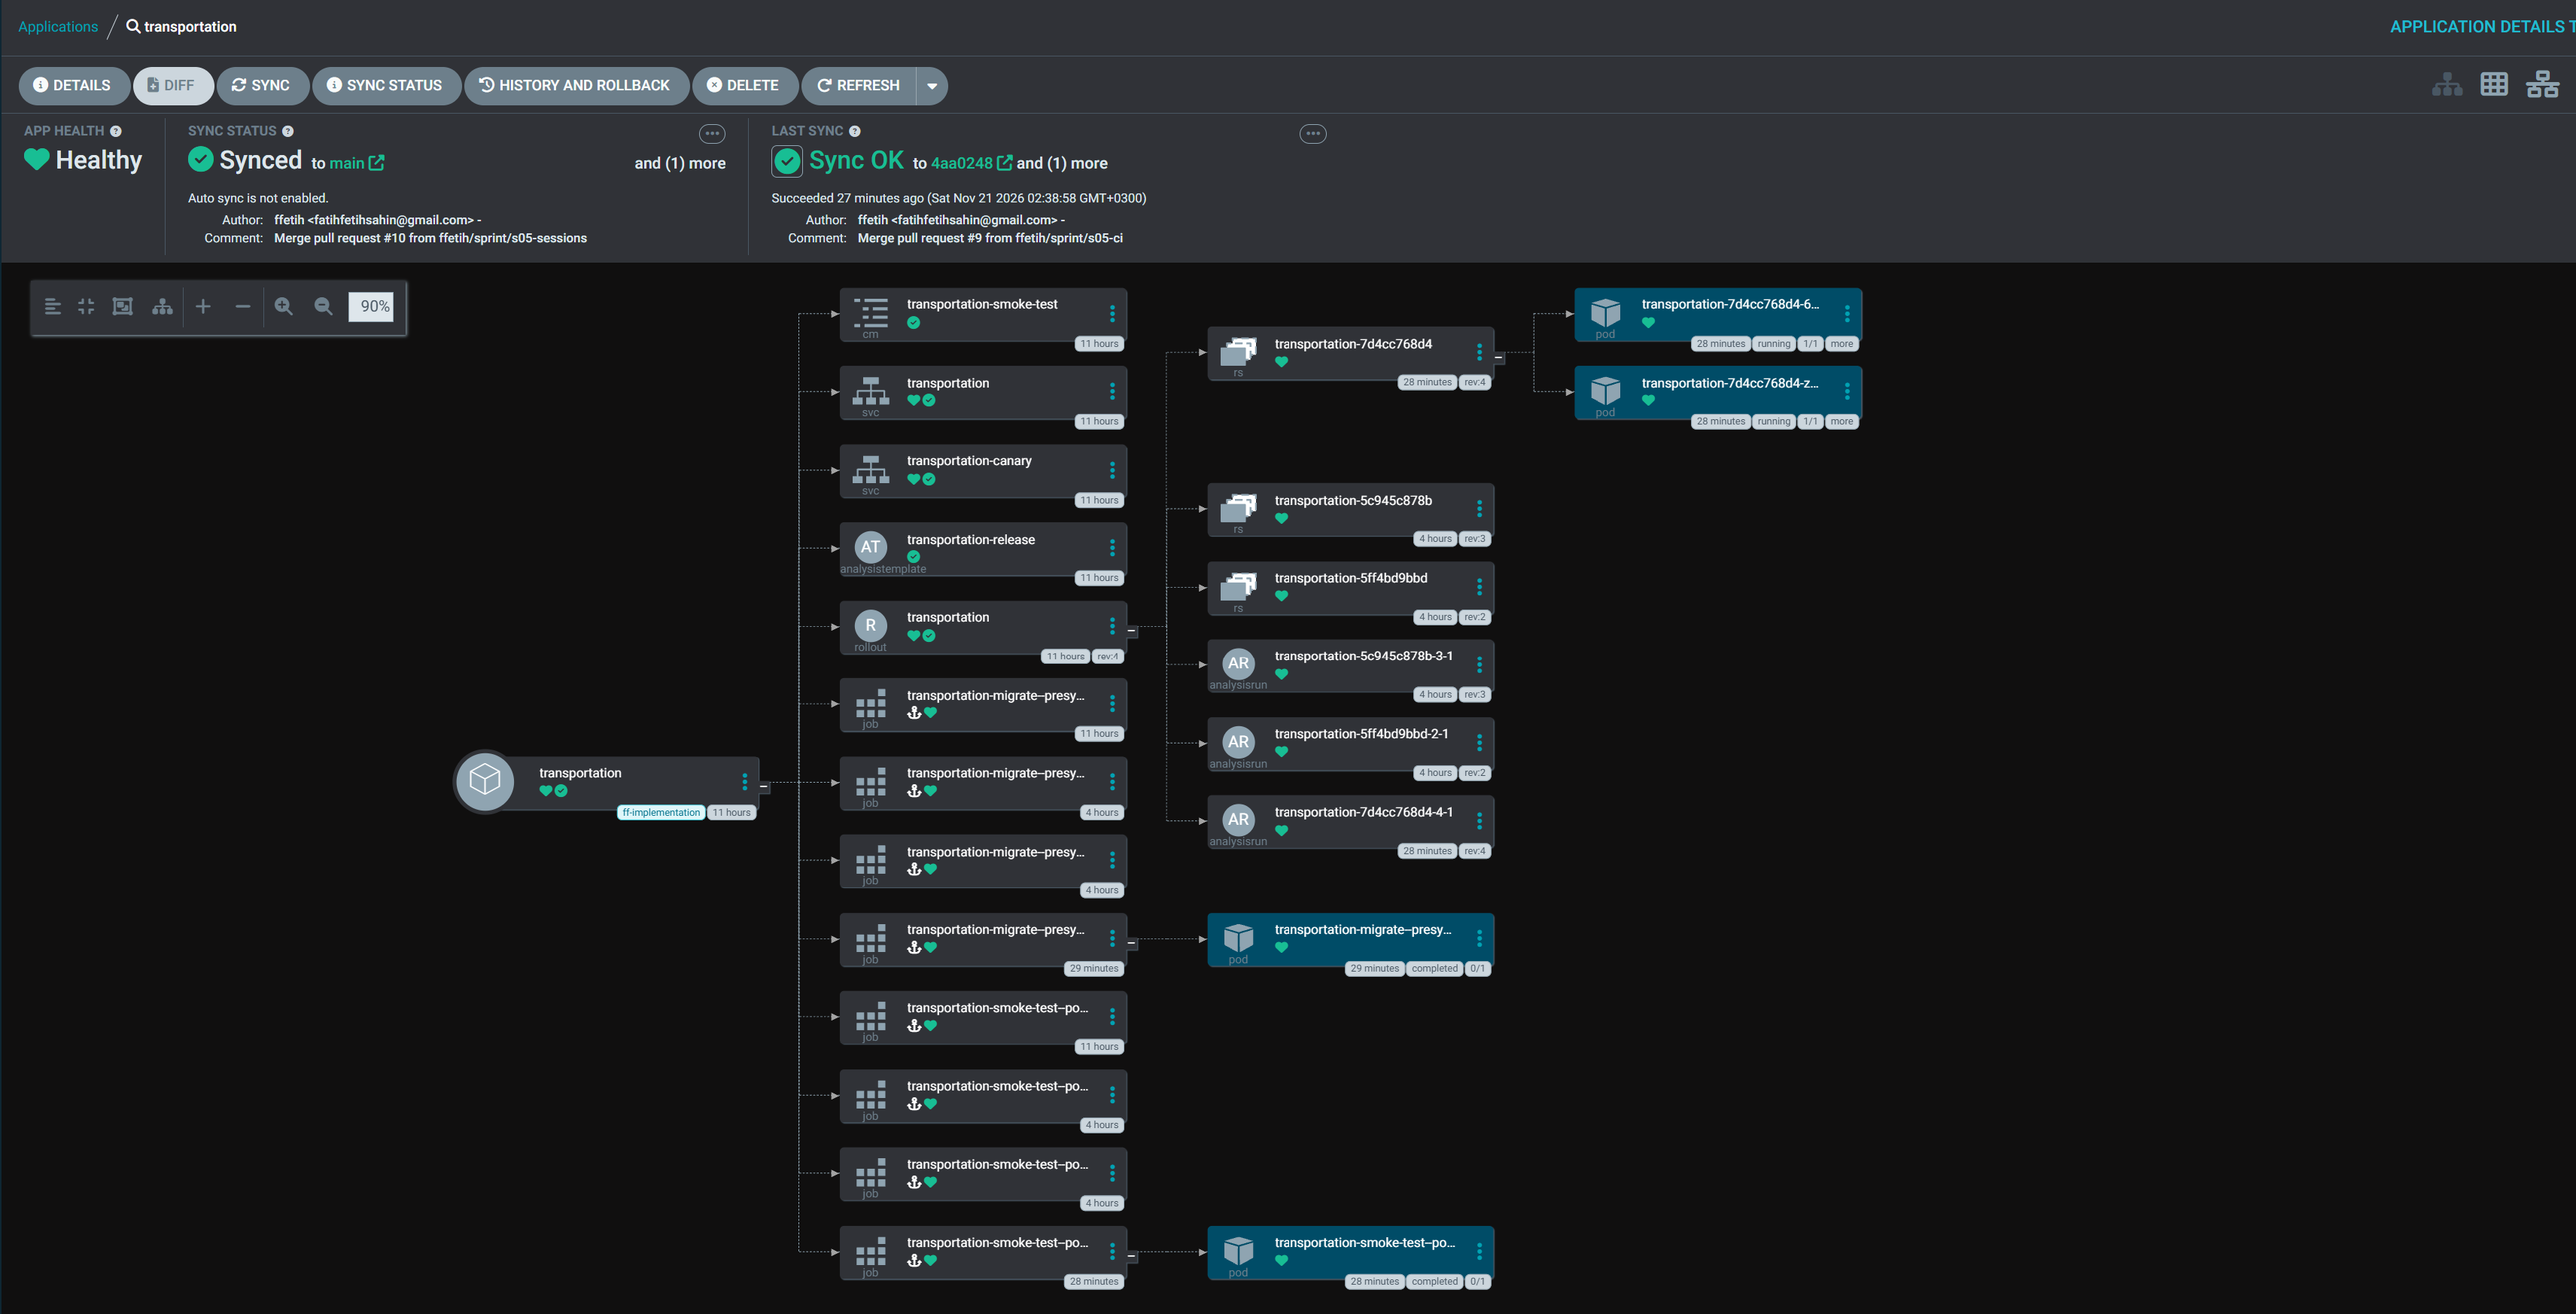 Applications / transportation
APPLICATION DETAILS T
DETAILS DIFF SYNC SYNC STATUS HISTORY AND ROLLBACK DELETE REFRESH
APP HEALTH
Healthy
SYNC STATUS
Synced to main and (1) more
Auto sync is not enabled.
Author: ffetih <fatihfetihsahin@gmail.com> -
Comment: Merge pull request #10 from ffetih/sprint/s05-sessions
LAST SYNC
Sync OK to 4aa0248 and (1) more
Succeeded 27 minutes ago (Sat Nov 21 2026 02:38:58 GMT+0300)
Author: ffetih <fatihfetihsahin@gmail.com> -
Comment: Merge pull request #9 from ffetih/sprint/s05-ci
90%
transportation
ff-implementation 11 hours
transportation-smoke-test
cm
11 hours
transportation
svc
11 hours
transportation-canary
svc
11 hours
AT
transportation-release
analysistemplate
11 hours
R
transportation
rollout
11 hours rev:4
transportation-migrate--presy...
job
11 hours
transportation-migrate--presy...
job
4 hours
transportation-migrate--presy...
job
4 hours
transportation-migrate--presy...
job
29 minutes
transportation-smoke-test--po...
job
11 hours
transportation-smoke-test--po...
job
4 hours
transportation-smoke-test--po...
job
4 hours
transportation-smoke-test--po...
job
28 minutes
transportation-7d4cc768d4
rs
28 minutes rev:4
transportation-5c945c878b
rs
4 hours rev:3
transportation-5ff4bd9bbd
rs
4 hours rev:2
AR
transportation-5c945c878b-3-1
analysisrun
4 hours rev:3
AR
transportation-5ff4bd9bbd-2-1
analysisrun
4 hours rev:2
AR
transportation-7d4cc768d4-4-1
analysisrun
28 minutes rev:4
transportation-migrate--presy...
pod
29 minutes completed 0/1
transportation-smoke-test--po...
pod
28 minutes completed 0/1
transportation-7d4cc768d4-6...
pod
28 minutes running 1/1 more
transportation-7d4cc768d4-z...
pod
28 minutes running 1/1 more